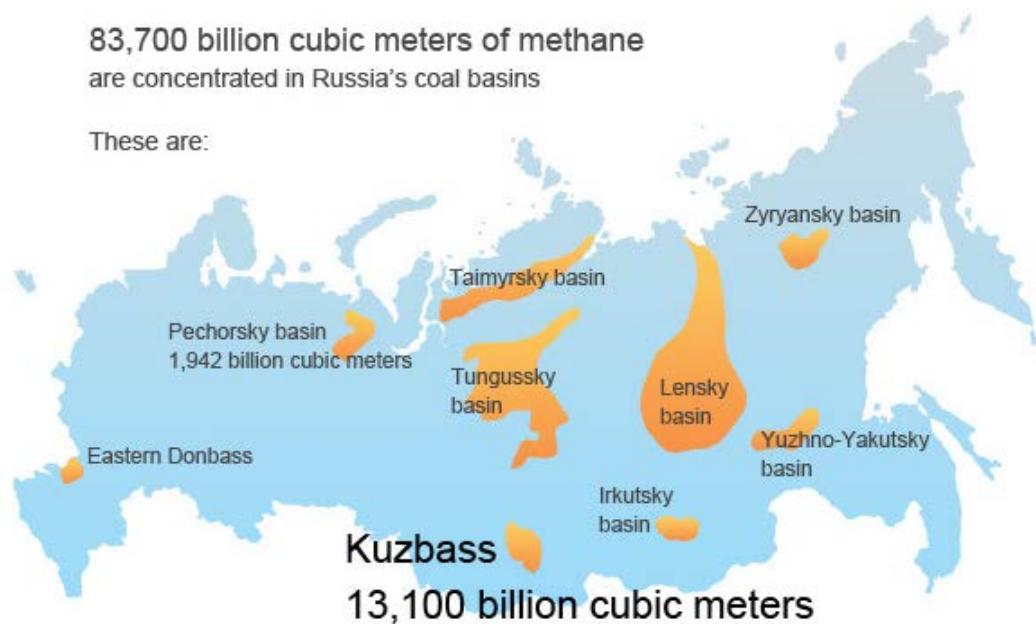 83,700 billion cubic meters of methane
are concentrated in Russia's coal basins
These are:
Zyryansky basin
Taimyrsky basin
Pechorsky basin
1,942 billion cubic meters
Tungussky
basin
Lensky
basin
Yuzhno-Yakutsky
basin
Eastern Donbass
Irkutsky
basin
Kuzbass
13,100 billion cubic meters